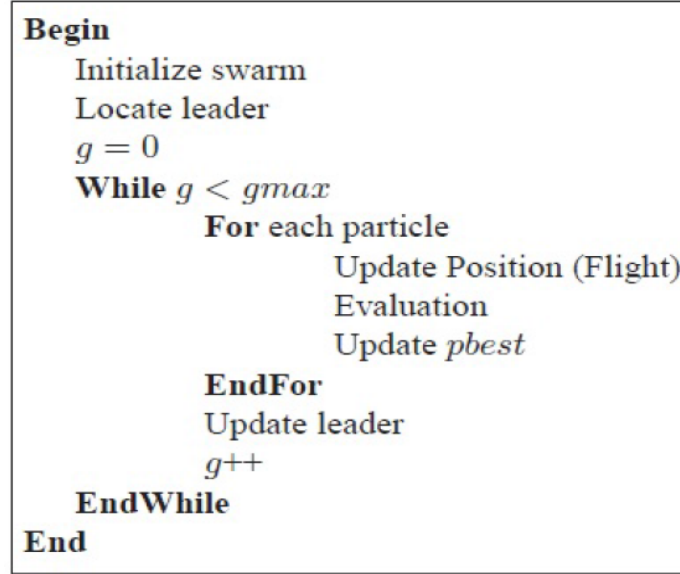 Begin
Initialize swarm
Locate leader
g = 0
While g < gmax
For each particle
Update Position (Flight)
Evaluation
Update pbest
EndFor
Update leader
g++
EndWhile
End